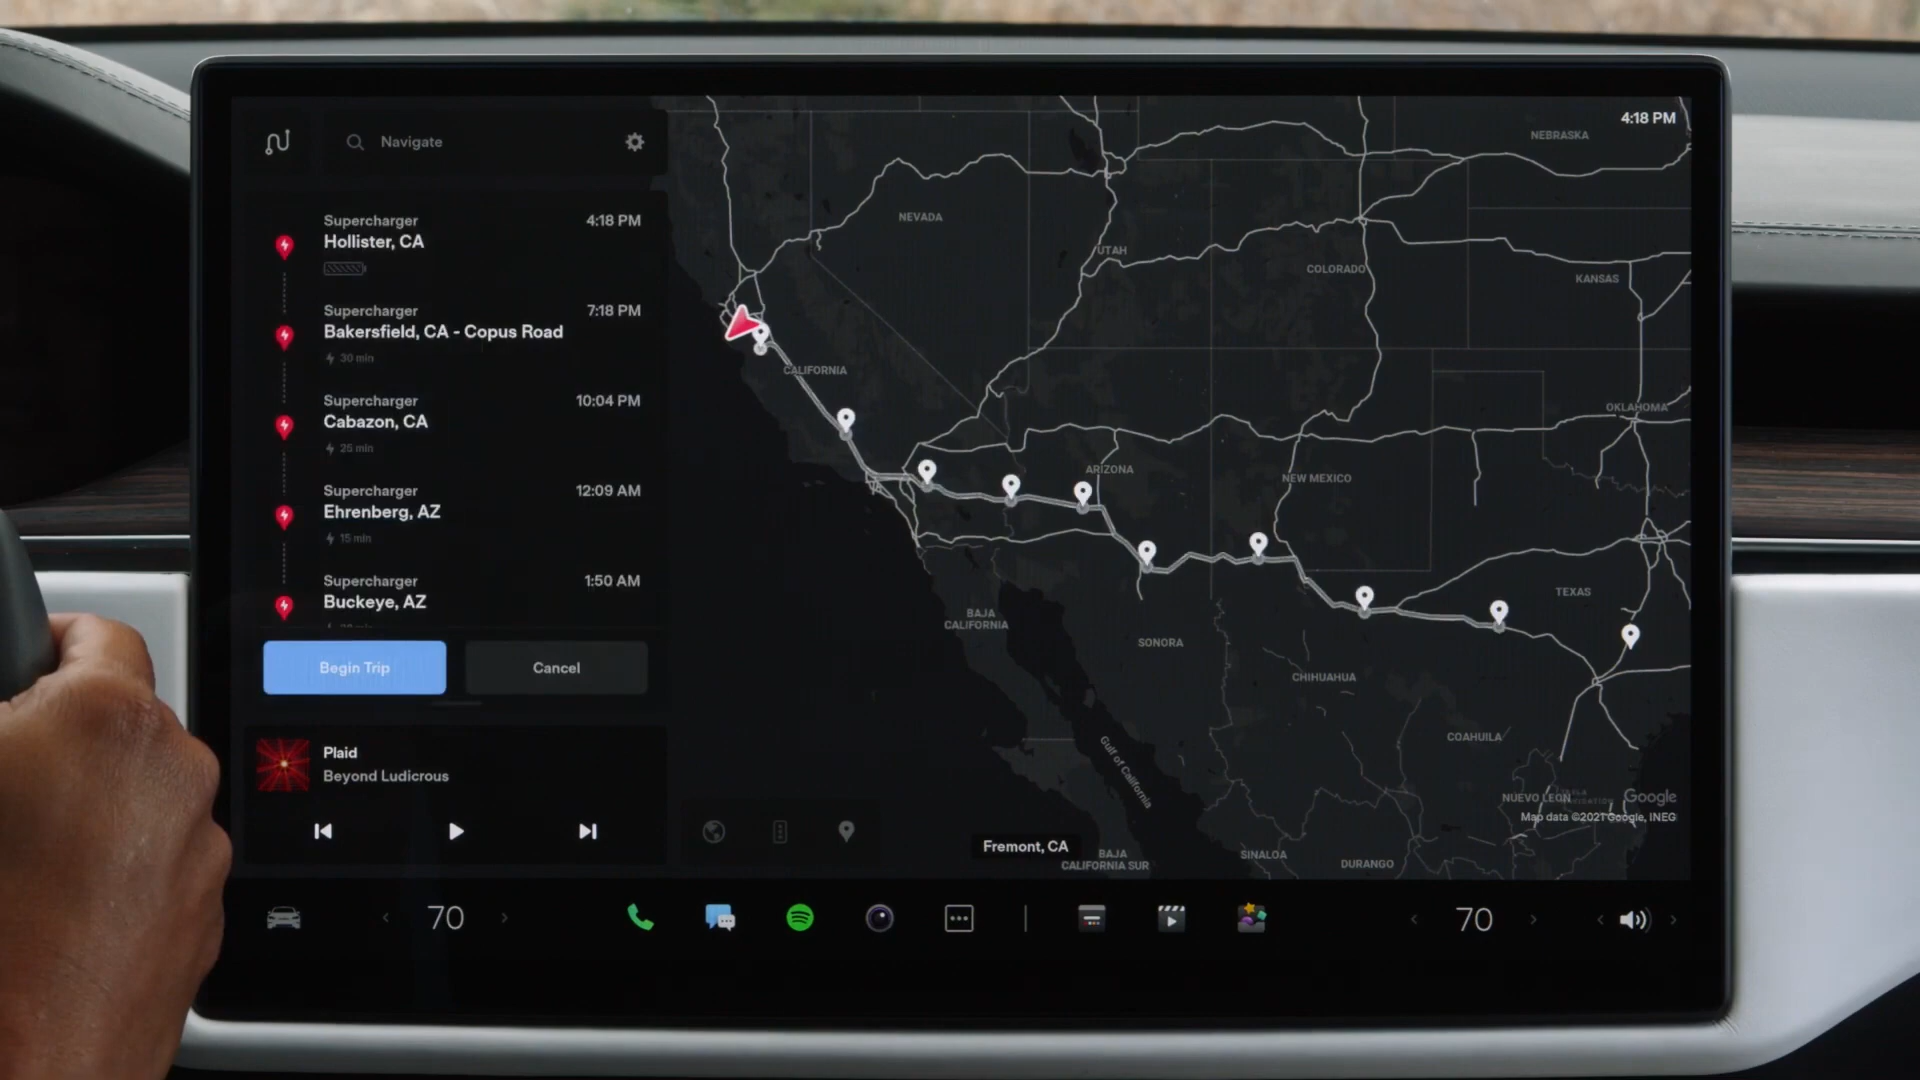 Navigate
Supercharger 4:18 PM
Hollister, CA
Supercharger 7:18 PM
Bakersfield, CA - Copus Road
30 min
Supercharger 10:04 PM
Cabazon, CA
25 min
Supercharger 12:09 AM
Ehrenberg, AZ
15 min
Supercharger 1:50 AM
Buckeye, AZ
Begin Trip Cancel
Plaid
Beyond Ludicrous
4:18 PM
NEBRASKA
NEVADA
UTAH
COLORADO
KANSAS
CALIFORNIA
OKLAHOMA
ARIZONA
NEW MEXICO
TEXAS
BAJA
CALIFORNIA
SONORA
CHIHUAHUA
COAHUILA
Gulf of California
NUEVO LEON
Google
Map data ©2021 Google, INEG
Fremont, CA
BAJA
CALIFORNIA SUR
SINALOA
DURANGO
70
70